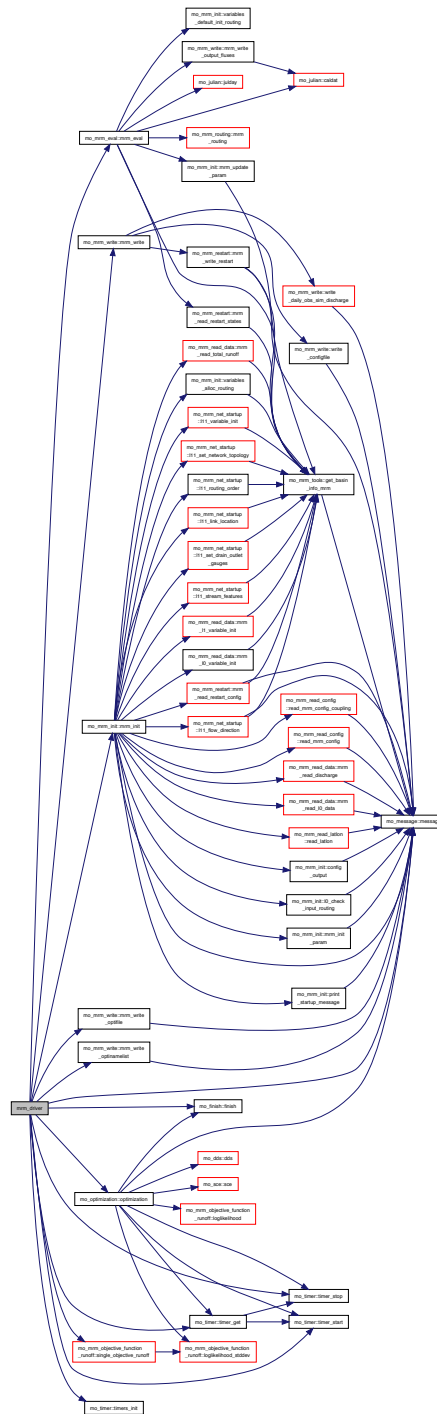 mo_mrm_init::variables
_default_init_routing
mo_mrm_write::mrm_write
_output_fluxes
mo_julian::julday
mo_julian::caldat
mo_mrm_eval::mrm_eval
mo_mrm_routing::mrm
_routing
mo_mrm_init::mrm_update
_param
mo_mrm_write::mrm_write
mo_mrm_restart::mrm
_write_restart
mo_mrm_write::write
_daily_obs_sim_discharge
mo_mrm_restart::mrm
_read_restart_states
mo_mrm_write::write
_configfile
mo_mrm_read_data::mrm
_read_total_runoff
mo_mrm_init::variables
_alloc_routing
mo_mrm_net_startup
::l11_variable_init
mo_mrm_net_startup
::l11_set_network_topology
mo_mrm_tools::get_basin
_info_mrm
mo_mrm_net_startup
::l11_routing_order
mo_mrm_net_startup
::l11_link_location
mo_mrm_net_startup
::l11_set_drain_outlet
_gauges
mo_mrm_net_startup
::l11_stream_features
mo_mrm_read_data::mrm
_l1_variable_init
mo_mrm_read_data::mrm
_l0_variable_init
mo_mrm_restart::mrm
_read_restart_config
mo_mrm_read_config
::read_mrm_config_coupling
mo_mrm_init::mrm_init
mo_mrm_net_startup
::l11_flow_direction
mo_mrm_read_config
::read_mrm_config
mo_mrm_read_data::mrm
_read_discharge
mo_mrm_read_data::mrm
_read_l0_data
mo_message::message
mo_mrm_read_latlon
::read_latlon
mo_mrm_init::config
_output
mo_mrm_init::l0_check
_input_routing
mo_mrm_init::mrm_init
_param
mo_mrm_init::print
_startup_message
mo_mrm_write::mrm_write
_optifile
mo_mrm_write::mrm_write
_optinamelist
mrm_driver
mo_finish::finish
mo_dds::dds
mo_sce::sce
mo_optimization::optimization
mo_mrm_objective_function
_runoff::loglikelihood
mo_timer::timer_stop
mo_timer::timer_get
mo_timer::timer_start
mo_mrm_objective_function
_runoff::single_objective_runoff
mo_mrm_objective_function
_runoff::loglikelihood_stddev
mo_timer::timers_init